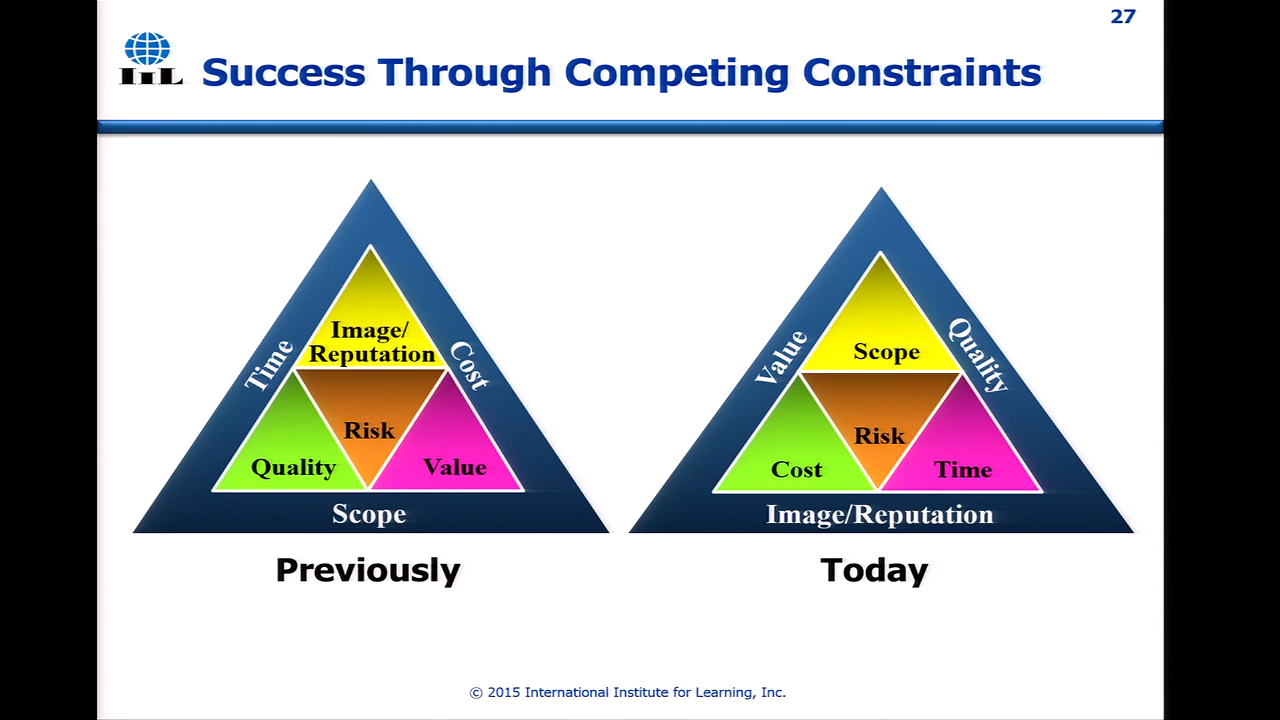 27
IIL
Success Through Competing Constraints
Time
Image/
Reputation
Cost
Quality
Risk
Value
Scope
Previously
Value
Scope
Quality
Cost
Risk
Time
Image/Reputation
Today
© 2015 International Institute for Learning, Inc.